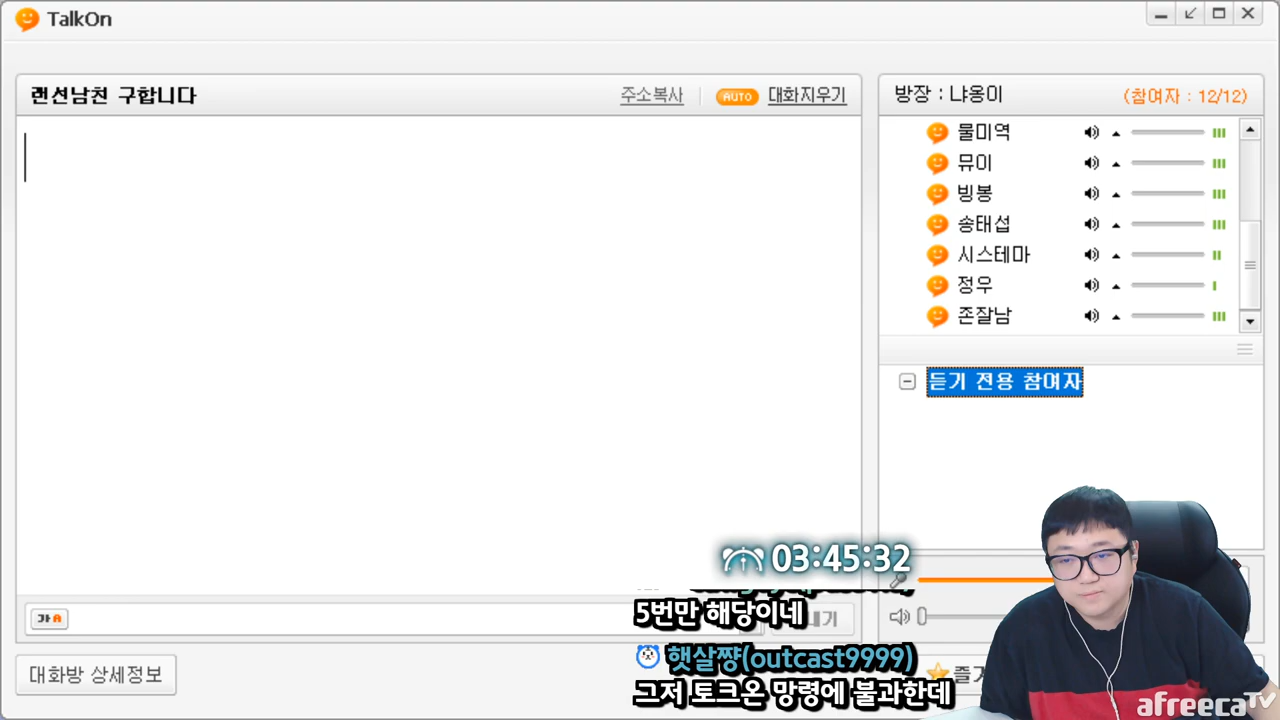 TalkOn
랜선남친 구합니다
주소복사
AUTO 대화지우기
방장 : 냐옹이
(참여자 : 12/12)
물미역
뮤이
빙봉
송태섭
시스테마
정우
존잘남
듣기 전용 참여자
03:45:32
5번만 해당이네
햇살쨩(outcast9999)
그저 토크온 망령에 불과한데
가A
대화방 상세정보
afreecaTV